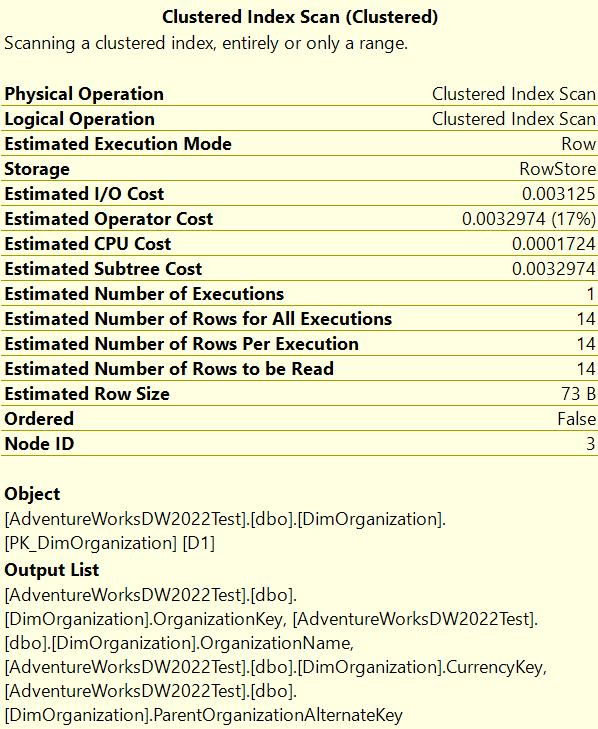 Clustered Index Scan (Clustered)
Scanning a clustered index, entirely or only a range.
Physical Operation Clustered Index Scan
Logical Operation Clustered Index Scan
Estimated Execution Mode Row
Storage RowStore
Estimated I/O Cost 0.003125
Estimated Operator Cost 0.0032974 (17%)
Estimated CPU Cost 0.0001724
Estimated Subtree Cost 0.0032974
Estimated Number of Executions 1
Estimated Number of Rows for All Executions 14
Estimated Number of Rows Per Execution 14
Estimated Number of Rows to be Read 14
Estimated Row Size 73 B
Ordered False
Node ID 3
Object
[AdventureWorksDW2022Test].[dbo].[DimOrganization].
[PK_DimOrganization] [D1]
Output List
[AdventureWorksDW2022Test].[dbo].
[DimOrganization].OrganizationKey, [AdventureWorksDW2022Test].
[dbo].[DimOrganization].OrganizationName,
[AdventureWorksDW2022Test].[dbo].[DimOrganization].CurrencyKey,
[AdventureWorksDW2022Test].[dbo].
[DimOrganization].ParentOrganizationAlternateKey